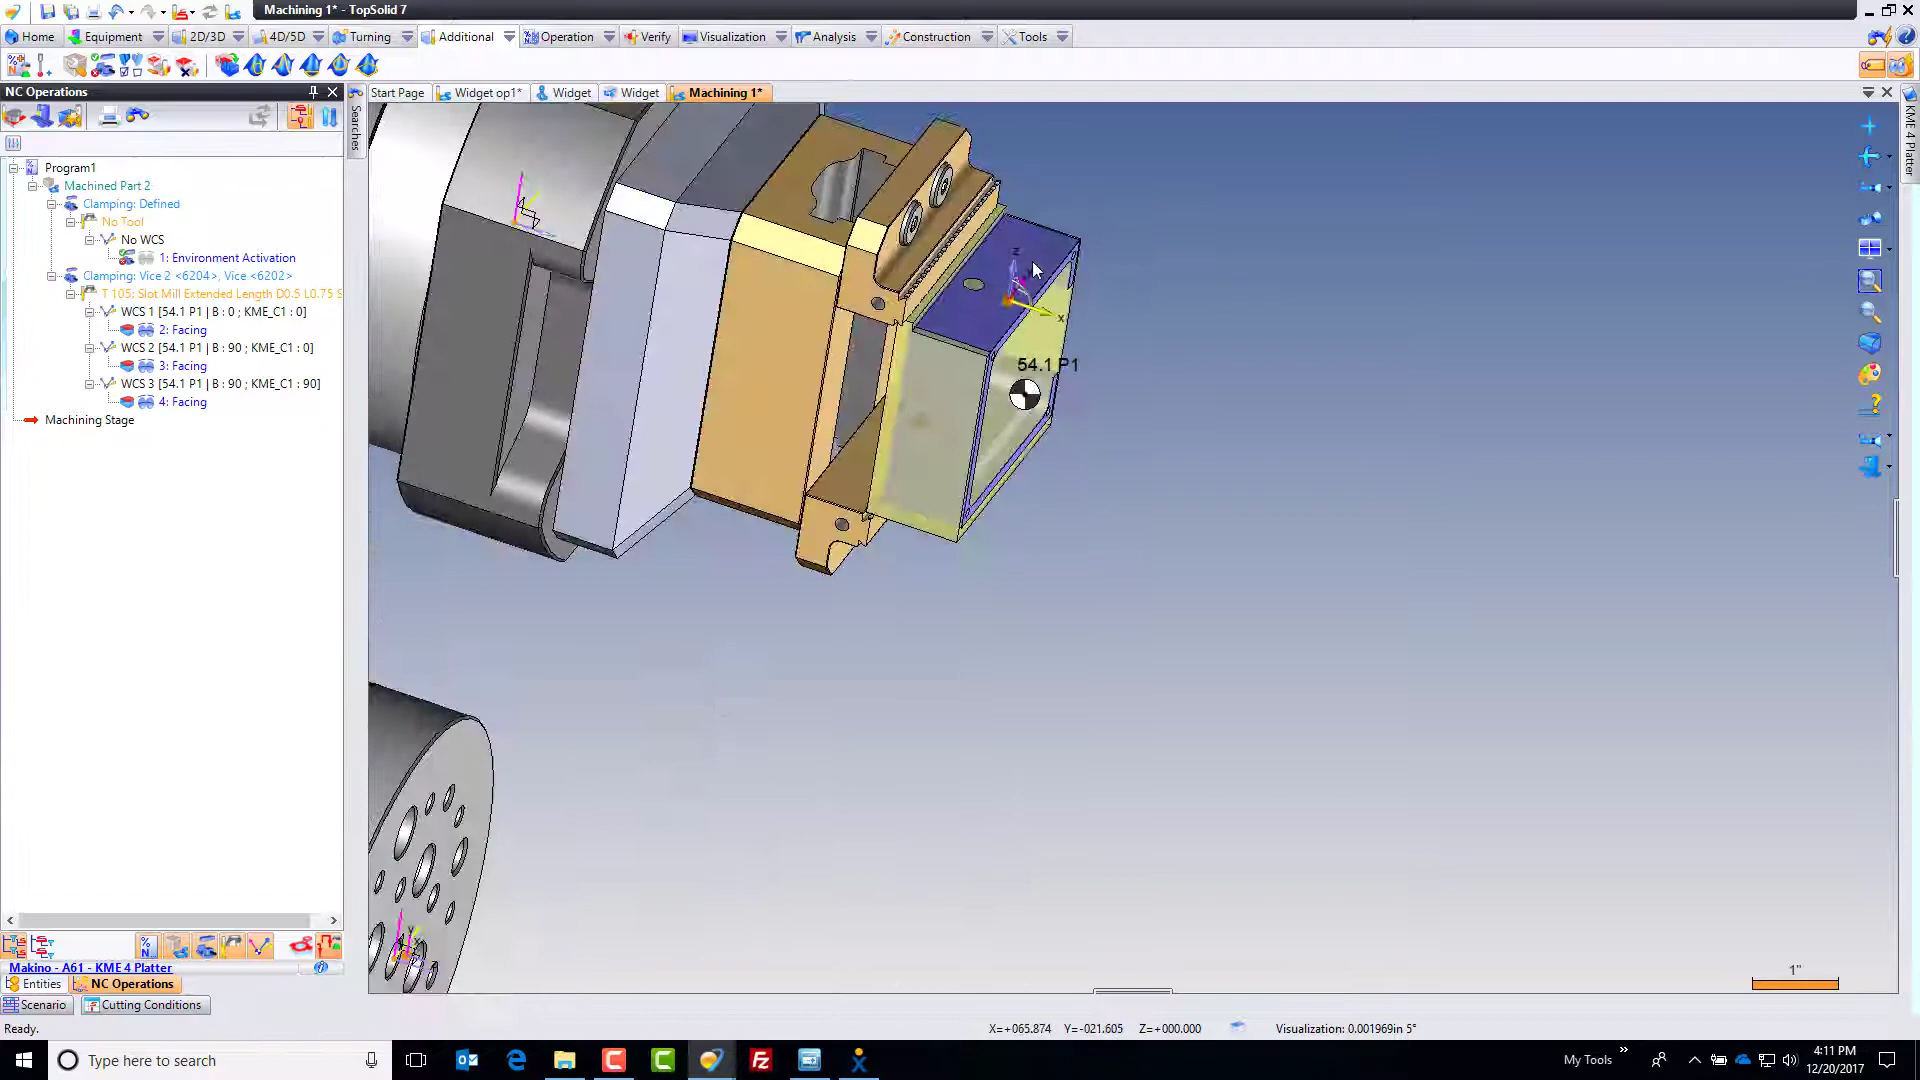 Machining 1* - TopSolid 7
Home
Equipment
2D/3D
4D/5D
Turning
Additional
Operation
Verify
Visualization
Analysis
Construction
Tools
NC Operations
Start Page
Widget op1*
Widget
Widget
Machining 1*
Searches
KME 4 Platter
Program1
Machined Part 2
Clamping: Defined
No Tool
No WCS
1: Environment Activation
Clamping: Vice 2 <6204>, Vice <6202>
T 105: Slot Mill Extended Length D0.5 L0.75 S
WCS 1 [54.1 P1 | B : 0 ; KME_C1 : 0]
2: Facing
WCS 2 [54.1 P1 | B : 90 ; KME_C1 : 0]
3: Facing
WCS 3 [54.1 P1 | B : 90 ; KME_C1 : 90]
4: Facing
Machining Stage
z
x
54.1 P1
1"
Makino - A61 - KME 4 Platter
Entities
NC Operations
Scenario
Cutting Conditions
Ready.
X=+065.874 Y=-021.605 Z=+000.000
Visualization: 0.001969in 5°
Type here to search
My Tools
4:11 PM
12/20/2017